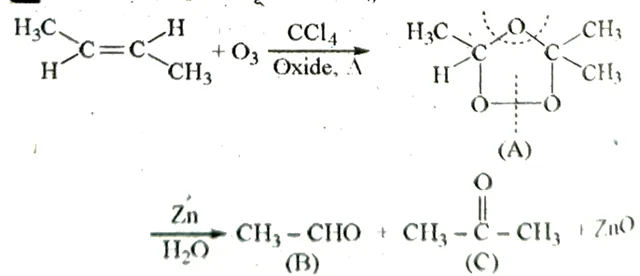 H₃C H
C=C + O₃ CCl₄ / Oxide, Λ
H CH₃
H₃C O CH₃
C C
H CH₃
O—O
(A)
Zn / H₂O CH₃–CHO + CH₃–C–CH₃ + ZnO
O
(B) (C)